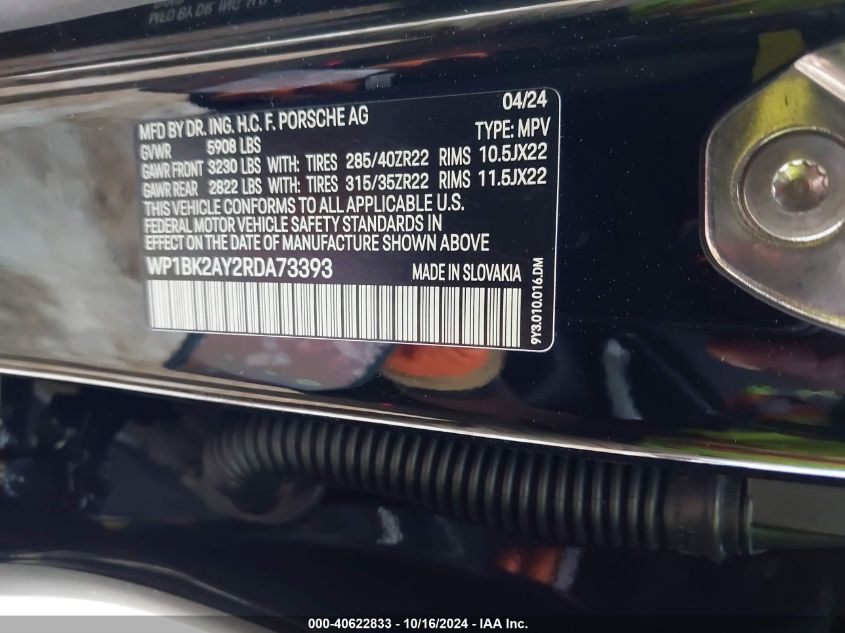 04/24
MFD BY DR. ING. H.C. F. PORSCHE AG
TYPE: MPV
GVWR 5908 LBS
GAWR FRONT 3230 LBS WITH: TIRES 285/40ZR22 RIMS 10.5JX22
GAWR REAR 2822 LBS WITH: TIRES 315/35ZR22 RIMS 11.5JX22
THIS VEHICLE CONFORMS TO ALL APPLICABLE U.S.
FEDERAL MOTOR VEHICLE SAFETY STANDARDS IN
EFFECT ON THE DATE OF MANUFACTURE SHOWN ABOVE
WP1BK2AY2RDA73393 MADE IN SLOVAKIA
9Y3.010.016.DM
000-40622833 - 10/16/2024 - IAA Inc.